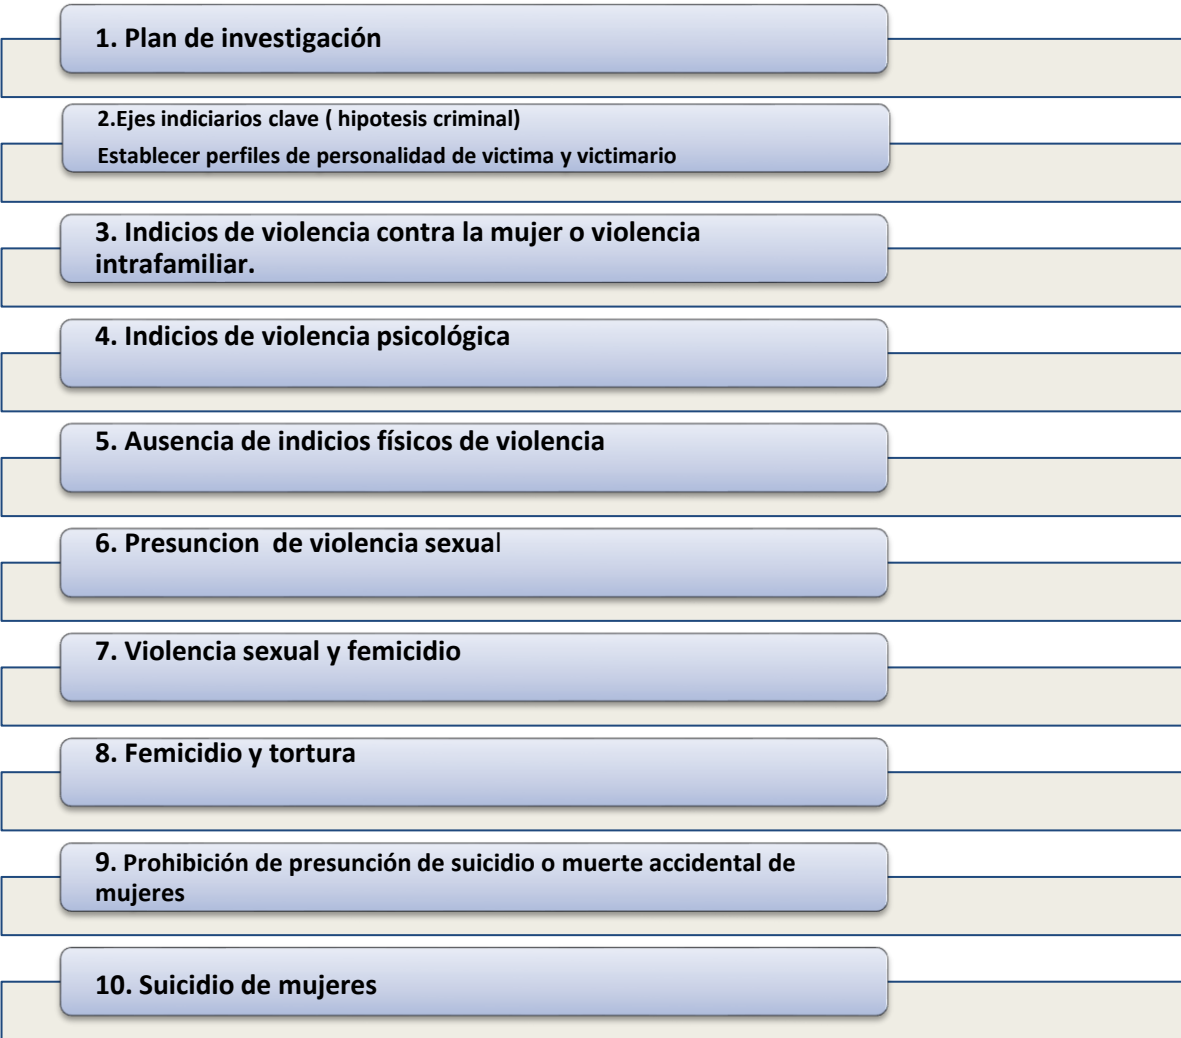 1. Plan de investigación
2.Ejes indiciarios clave ( hipotesis criminal)
Establecer perfiles de personalidad de victima y victimario
3. Indicios de violencia contra la mujer o violencia
intrafamiliar.
4. Indicios de violencia psicológica
5. Ausencia de indicios físicos de violencia
6. Presuncion  de violencia sexual
7. Violencia sexual y femicidio
8. Femicidio y tortura
9. Prohibición de presunción de suicidio o muerte accidental de
mujeres
10. Suicidio de mujeres